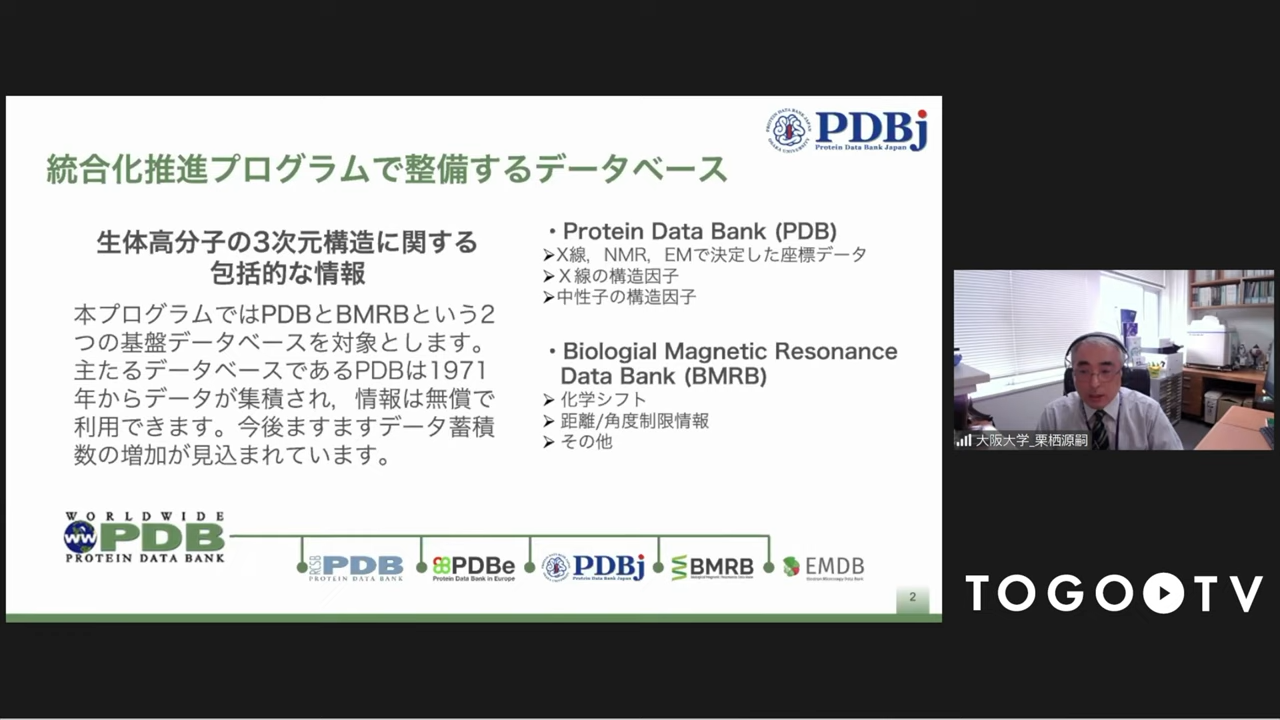 PDBj
Protein Data Bank Japan
統合化推進プログラムで整備するデータベース
生体高分子の3次元構造に関する
包括的な情報
本プログラムではPDBとBMRBという2
つの基盤データベースを対象とします。
主たるデータベースであるPDBは1971
年からデータが集積され，情報は無償で
利用できます。今後ますますデータ蓄積
数の増加が見込まれています。
・Protein Data Bank (PDB)
➢X線，NMR，EMで決定した座標データ
➢Ｘ線の構造因子
➢中性子の構造因子
・Biologial Magnetic Resonance
Data Bank (BMRB)
➢ 化学シフト
➢ 距離/角度制限情報
➢ その他
WORLDWIDE
ww PDB
PROTEIN DATA BANK
RCSB PDB
PROTEIN DATA BANK
PDBe
Protein Data Bank in Europe
PDBj
Protein Data Bank Japan
BMRB
EMDB
2
大阪大学_栗栖源嗣
TOGO TV